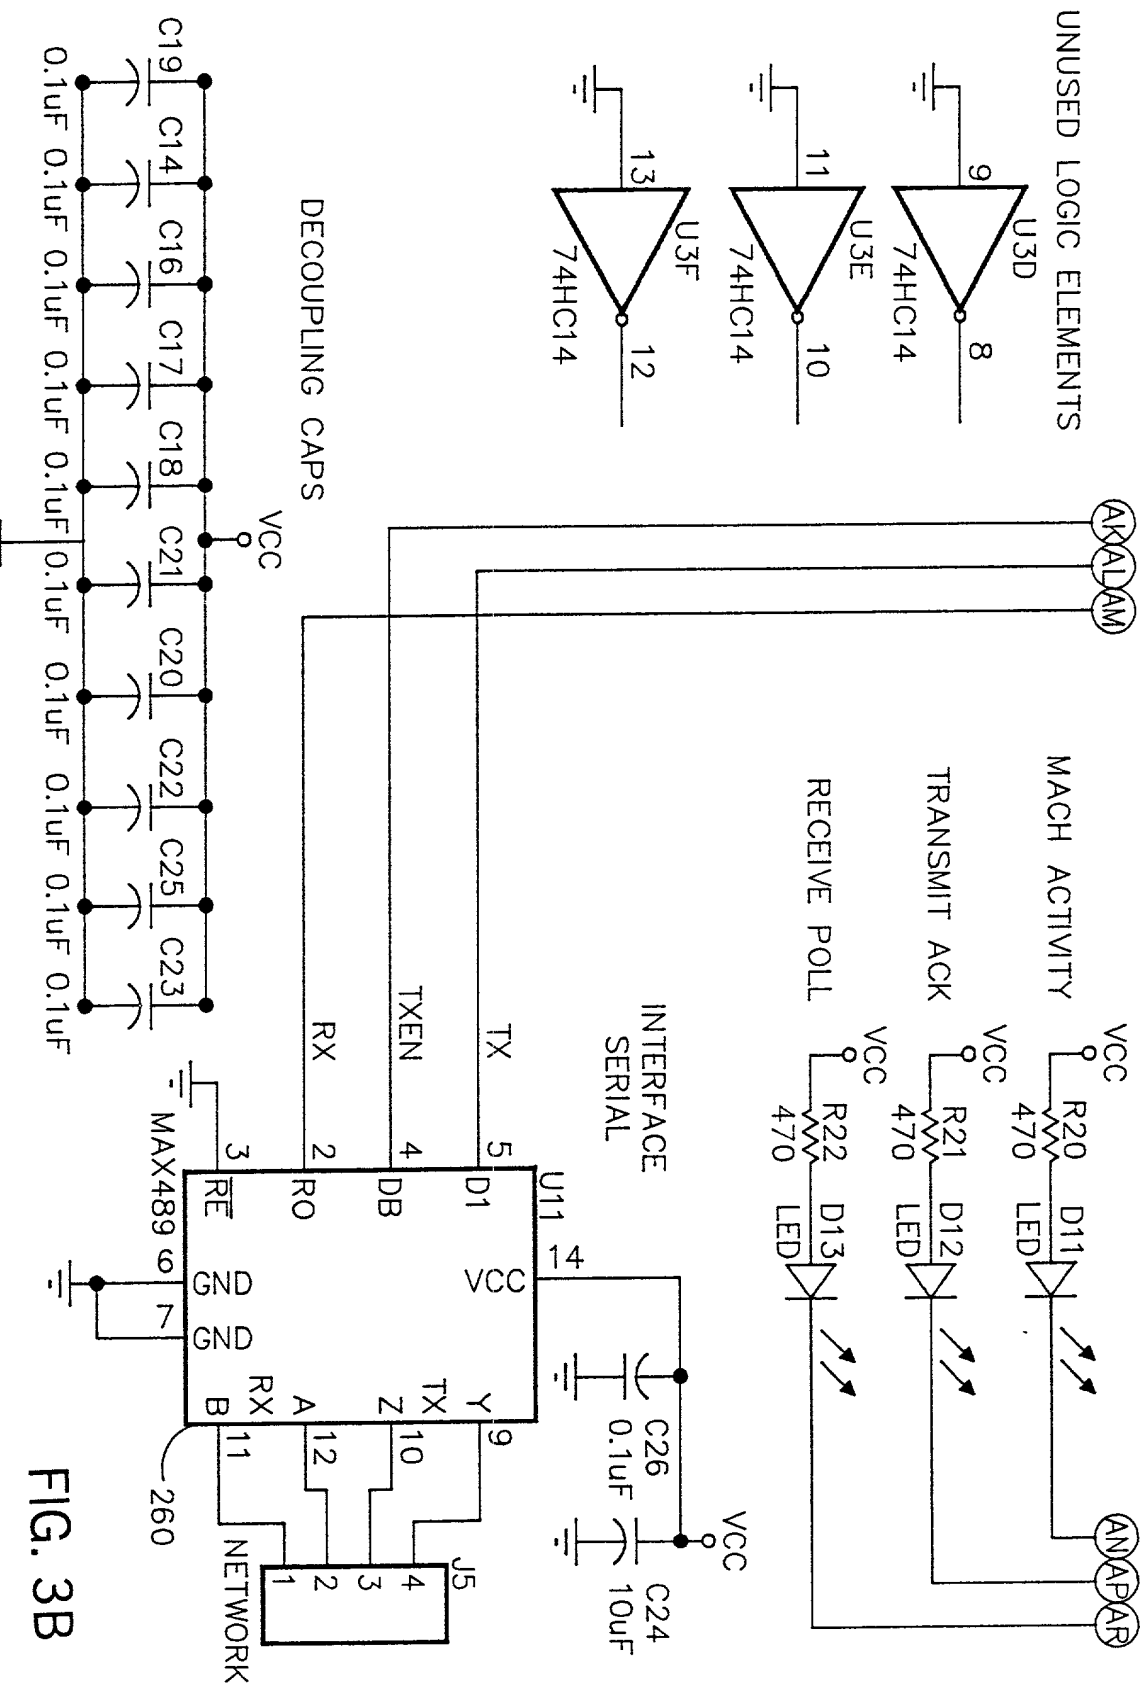 UNUSED LOGIC ELEMENTS
9
U3D
74HC14
8
11
U3E
74HC14
10
13
U3F
74HC14
12
AK
AL
AM
MACH ACTIVITY
VCC
R20
470
D11
LED
AN
TRANSMIT ACK
VCC
R21
470
D12
LED
AP
RECEIVE POLL
VCC
R22
470
D13
LED
AR
DECOUPLING CAPS
VCC
C19
C14
C16
C17
C18
C21
C20
C22
C25
C23
0.1uF 0.1uF 0.1uF 0.1uF 0.1uF 0.1uF 0.1uF 0.1uF 0.1uF 0.1uF
INTERFACE
SERIAL
TX
5
TXEN
4
RX
2
3
U11
D1
DB
RO
RE
MAX489
14
VCC
6
GND
7
GND
Y
TX
Z
A
RX
B
9
10
12
11
VCC
C26
0.1uF
C24
10uF
J5
4
3
2
1
NETWORK
260
FIG. 3B